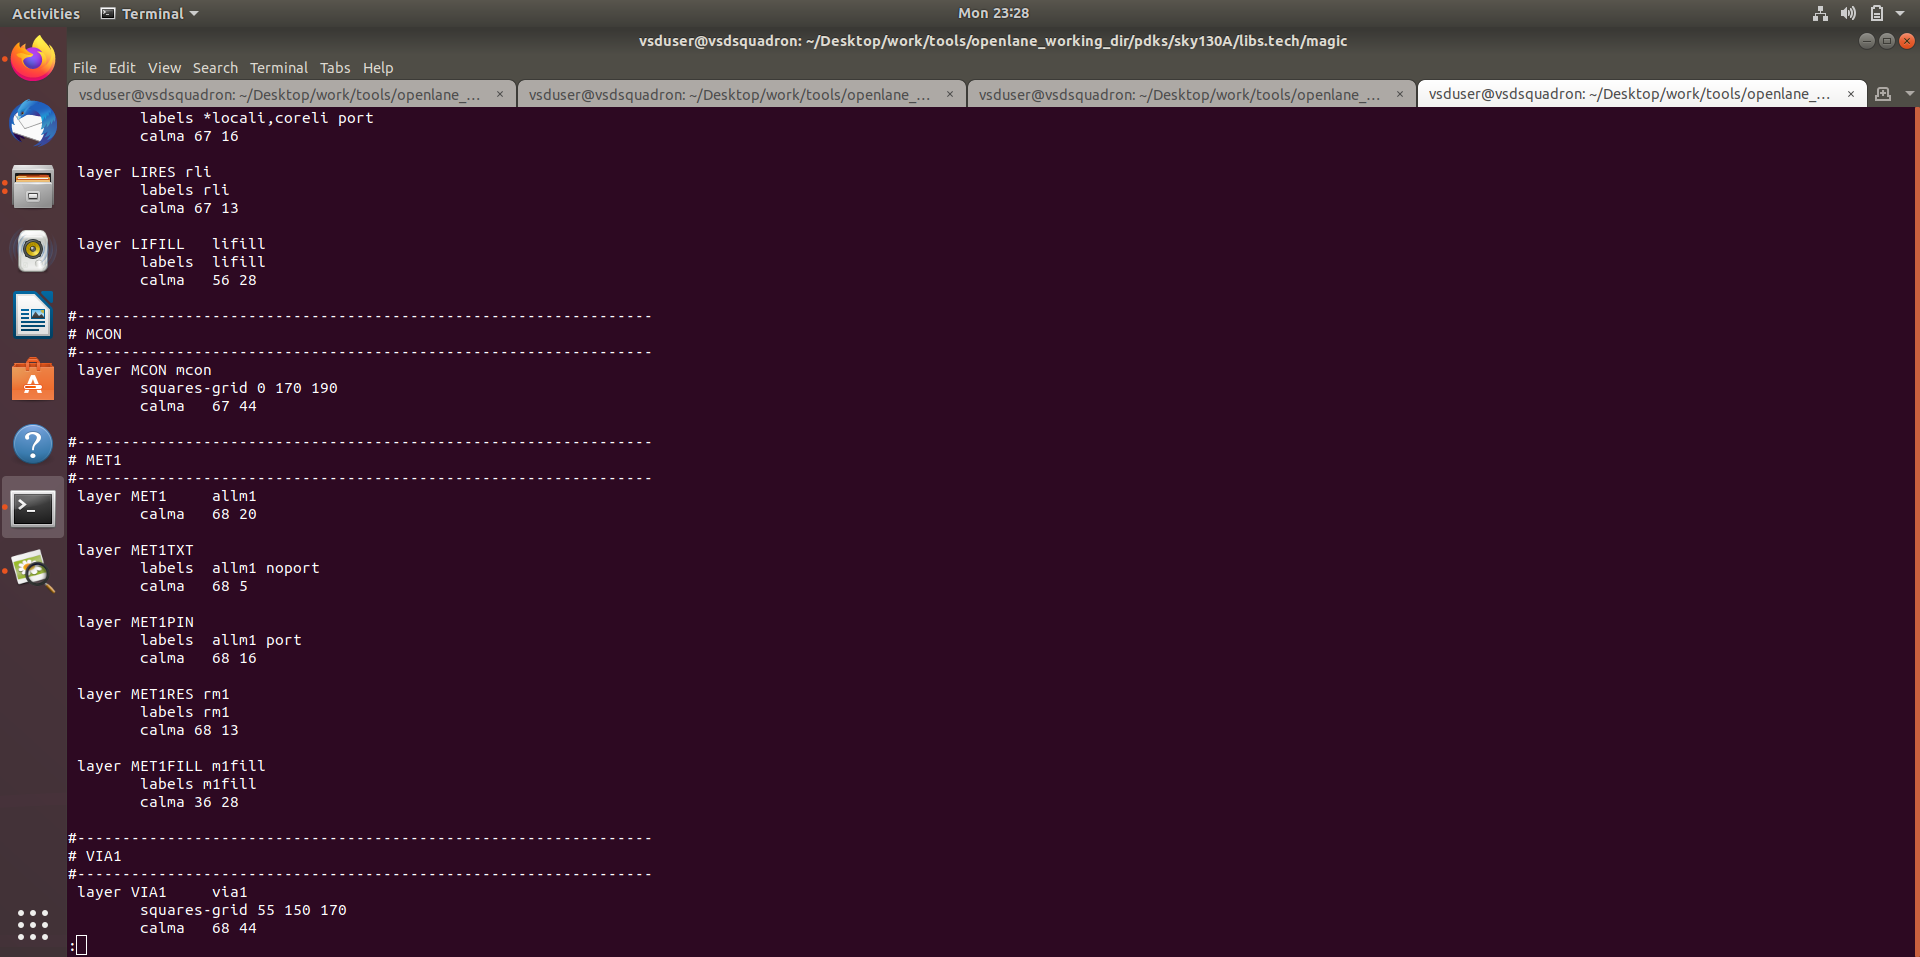 Activities Terminal Mon 23:28
vsduser@vsdsquadron: ~/Desktop/work/tools/openlane_working_dir/pdks/sky130A/libs.tech/magic
File Edit View Search Terminal Tabs Help
vsduser@vsdsquadron: ~/Desktop/work/tools/openlane_... × vsduser@vsdsquadron: ~/Desktop/work/tools/openlane_... × vsduser@vsdsquadron: ~/Desktop/work/tools/openlane_... × vsduser@vsdsquadron: ~/Desktop/work/tools/openlane_... ×
        labels *locali,coreli port
        calma 67 16
 layer LIRES rli
        labels rli
        calma 67 13
 layer LIFILL   lifill
        labels  lifill
        calma   56 28
#----------------------------------------------------------------
# MCON
#----------------------------------------------------------------
 layer MCON mcon
        squares-grid 0 170 190
        calma   67 44
#----------------------------------------------------------------
# MET1
#----------------------------------------------------------------
 layer MET1     allm1
        calma   68 20
 layer MET1TXT
        labels  allm1 noport
        calma   68 5
 layer MET1PIN
        labels  allm1 port
        calma   68 16
 layer MET1RES rm1
        labels rm1
        calma 68 13
 layer MET1FILL m1fill
        labels m1fill
        calma 36 28
#----------------------------------------------------------------
# VIA1
#----------------------------------------------------------------
 layer VIA1     via1
        squares-grid 55 150 170
        calma   68 44
: